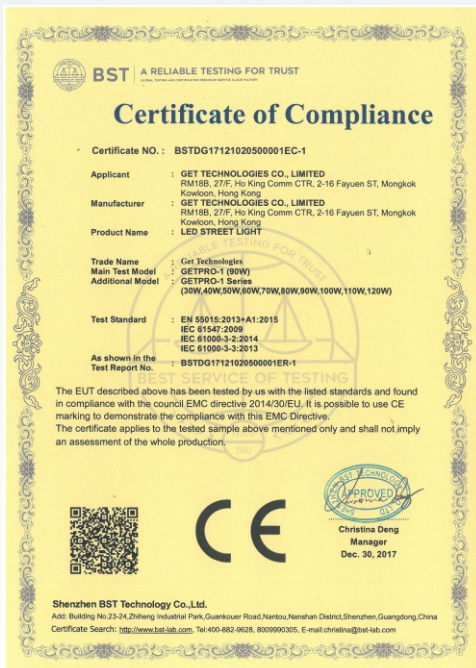 BST A RELIABLE TESTING FOR TRUST
Certificate of Compliance
Certificate NO. : BSTDG17121020500001EC-1
Applicant : GET TECHNOLOGIES CO., LIMITED
RM18B, 27/F, Ho King Comm CTR, 2-16 Fayuen ST, Mongkok
Kowloon, Hong Kong
Manufacturer : GET TECHNOLOGIES CO., LIMITED
RM18B, 27/F, Ho King Comm CTR, 2-16 Fayuen ST, Mongkok
Kowloon, Hong Kong
Product Name : LED STREET LIGHT
Trade Name : Get Technologies
Main Test Model : GETPRO-1 (90W)
Additional Model : GETPRO-1 Series
(30W,40W,50W,60W,70W,80W,90W,100W,110W,120W)
Test Standard : EN 55015:2013+A1:2015
IEC 61547:2009
IEC 61000-3-2:2014
IEC 61000-3-3:2013
As shown in the
Test Report No. : BSTDG17121020500001ER-1
BEST SERVICE OF TESTING
The EUT described above has been tested by us with the listed standards and found
in compliance with the council EMC directive 2014/30/EU. It is possible to use CE
marking to demonstrate the compliance with this EMC Directive.
The certificate applies to the tested sample above mentioned only and shall not imply
an assessment of the whole production.
CE
APPROVED
Christina Deng
Manager
Dec. 30, 2017
Shenzhen BST Technology Co.,Ltd.
Add: Building No.23-24,Zhiheng Industrial Park,Guankouer Road,Nantou,Nanshan District,Shenzhen,Guangdong,China
Certificate Search: http://www.bst-lab.com, Tel:400-882-9628, 8009990305, E-mail:christina@bst-lab.com